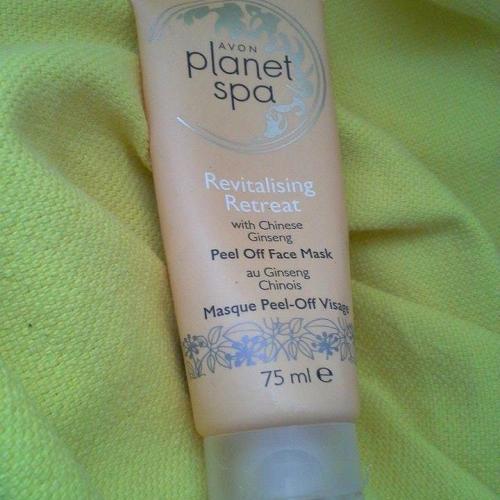 AVON
planet
spa
Revitalising
Retreat
with Chinese
Ginseng
Peel Off Face Mask
au Ginseng
Chinois
Masque Peel-Off Visage
75 ml e